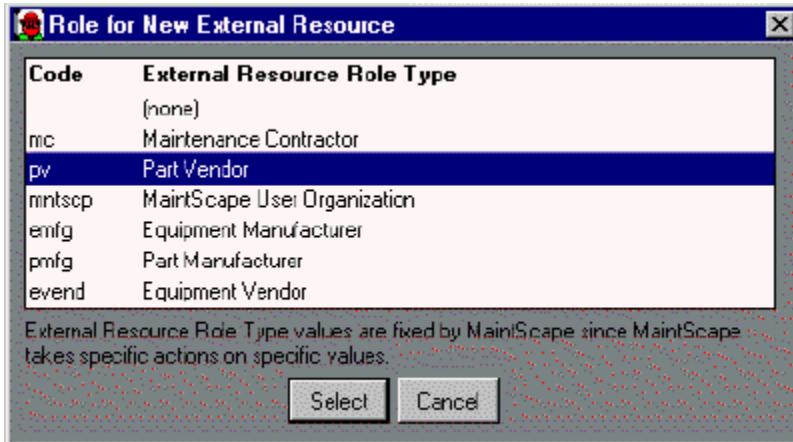 Role for New External Resource
Code External Resource Role Type
(none)
mc Maintenance Contractor
pv Part Vendor
mntscp MaintScape User Organization
emfg Equipment Manufacturer
pmfg Part Manufacturer
evend Equipment Vendor
External Resource Role Type values are fixed by MaintScape since MaintScape
takes specific actions on specific values.
Select Cancel